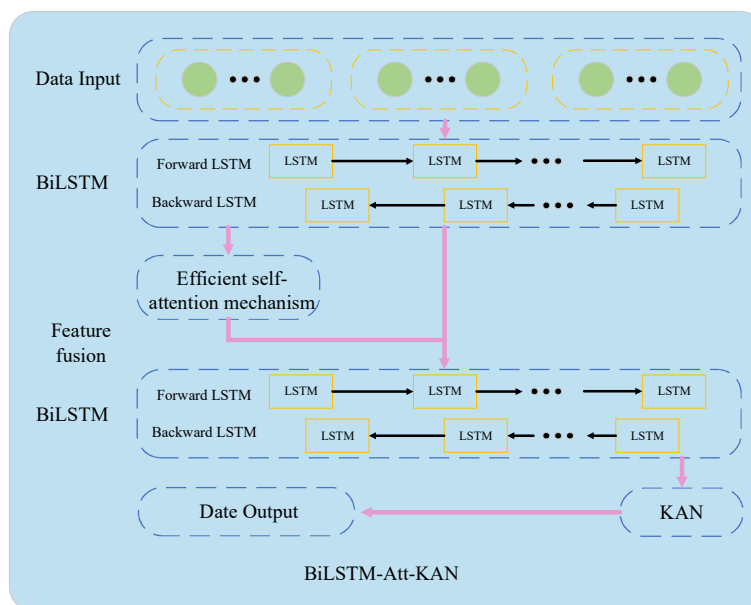 Data Input
Forward LSTM LSTM LSTM LSTM
BiLSTM
Backward LSTM LSTM LSTM LSTM
Efficient self-
attention mechanism
Feature
fusion
Forward LSTM LSTM LSTM LSTM
BiLSTM
Backward LSTM LSTM LSTM LSTM
Date Output KAN
BiLSTM-Att-KAN